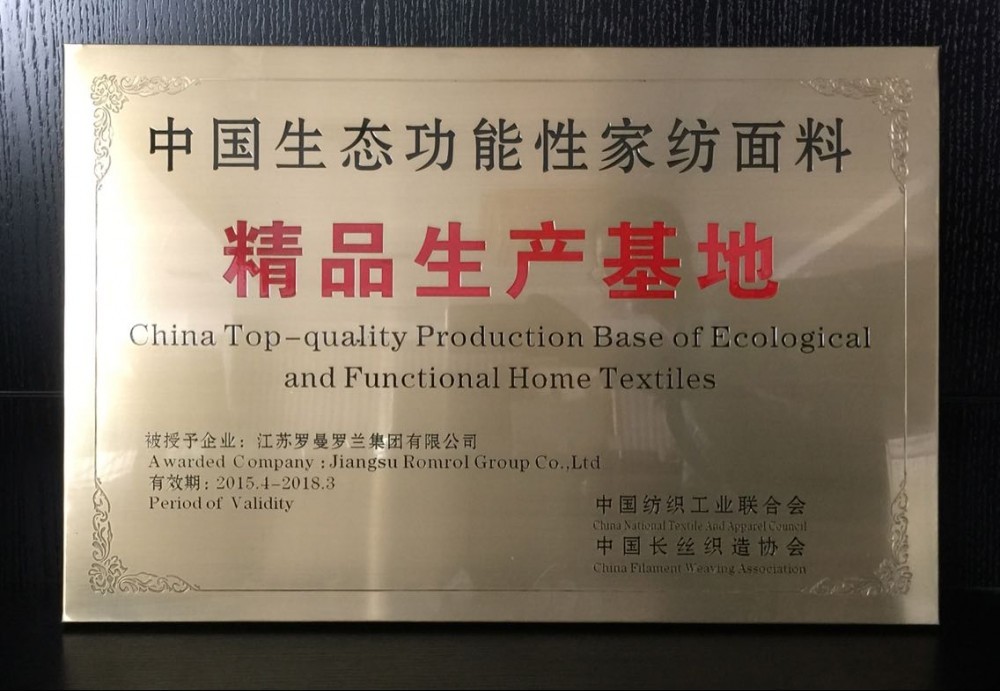 中国生态功能性家纺面料
精品生产基地
China Top-quality Production Base of Ecological
and Functional Home Textiles
被授予企业：江苏罗曼罗兰集团有限公司
Awarded Company : Jiangsu Romrol Group Co.,Ltd
有效期: 2015.4-2018.3
Period of Validity
中国纺织工业联合会
China National Textile And Apparel Council
中国长丝织造协会
China Filament Weaving Association